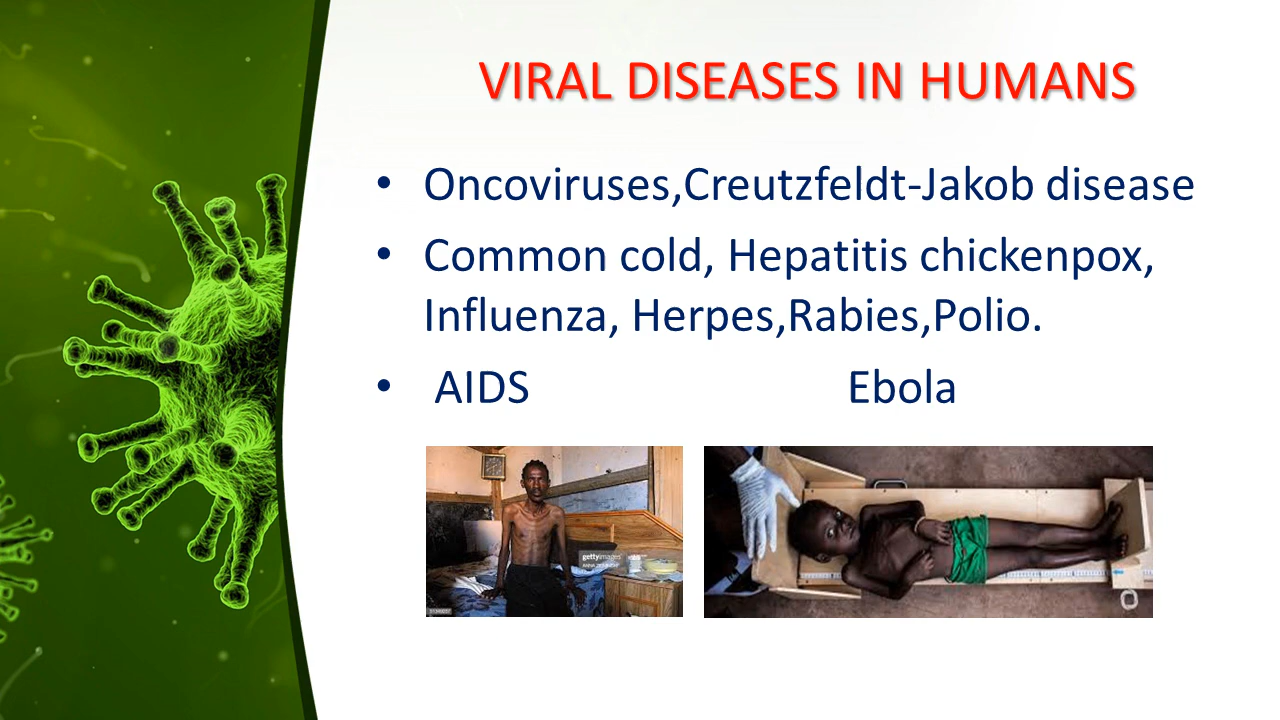 VIRAL DISEASES IN HUMANS
• Oncoviruses,Creutzfeldt-Jakob disease
• Common cold, Hepatitis chickenpox,
Influenza, Herpes,Rabies,Polio.
• AIDS Ebola
gettyimages